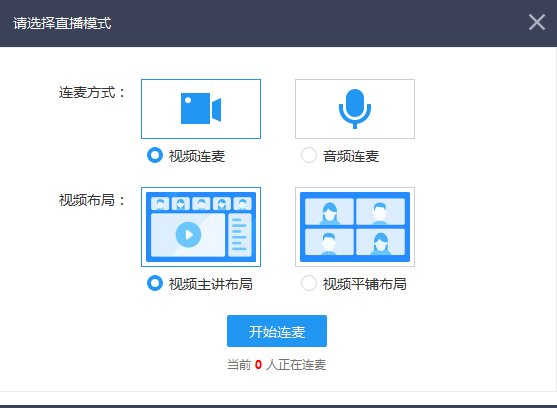 请选择直播模式
连麦方式：
视频连麦 音频连麦
视频布局：
视频主讲布局 视频平铺布局
开始连麦
当前 0 人正在连麦